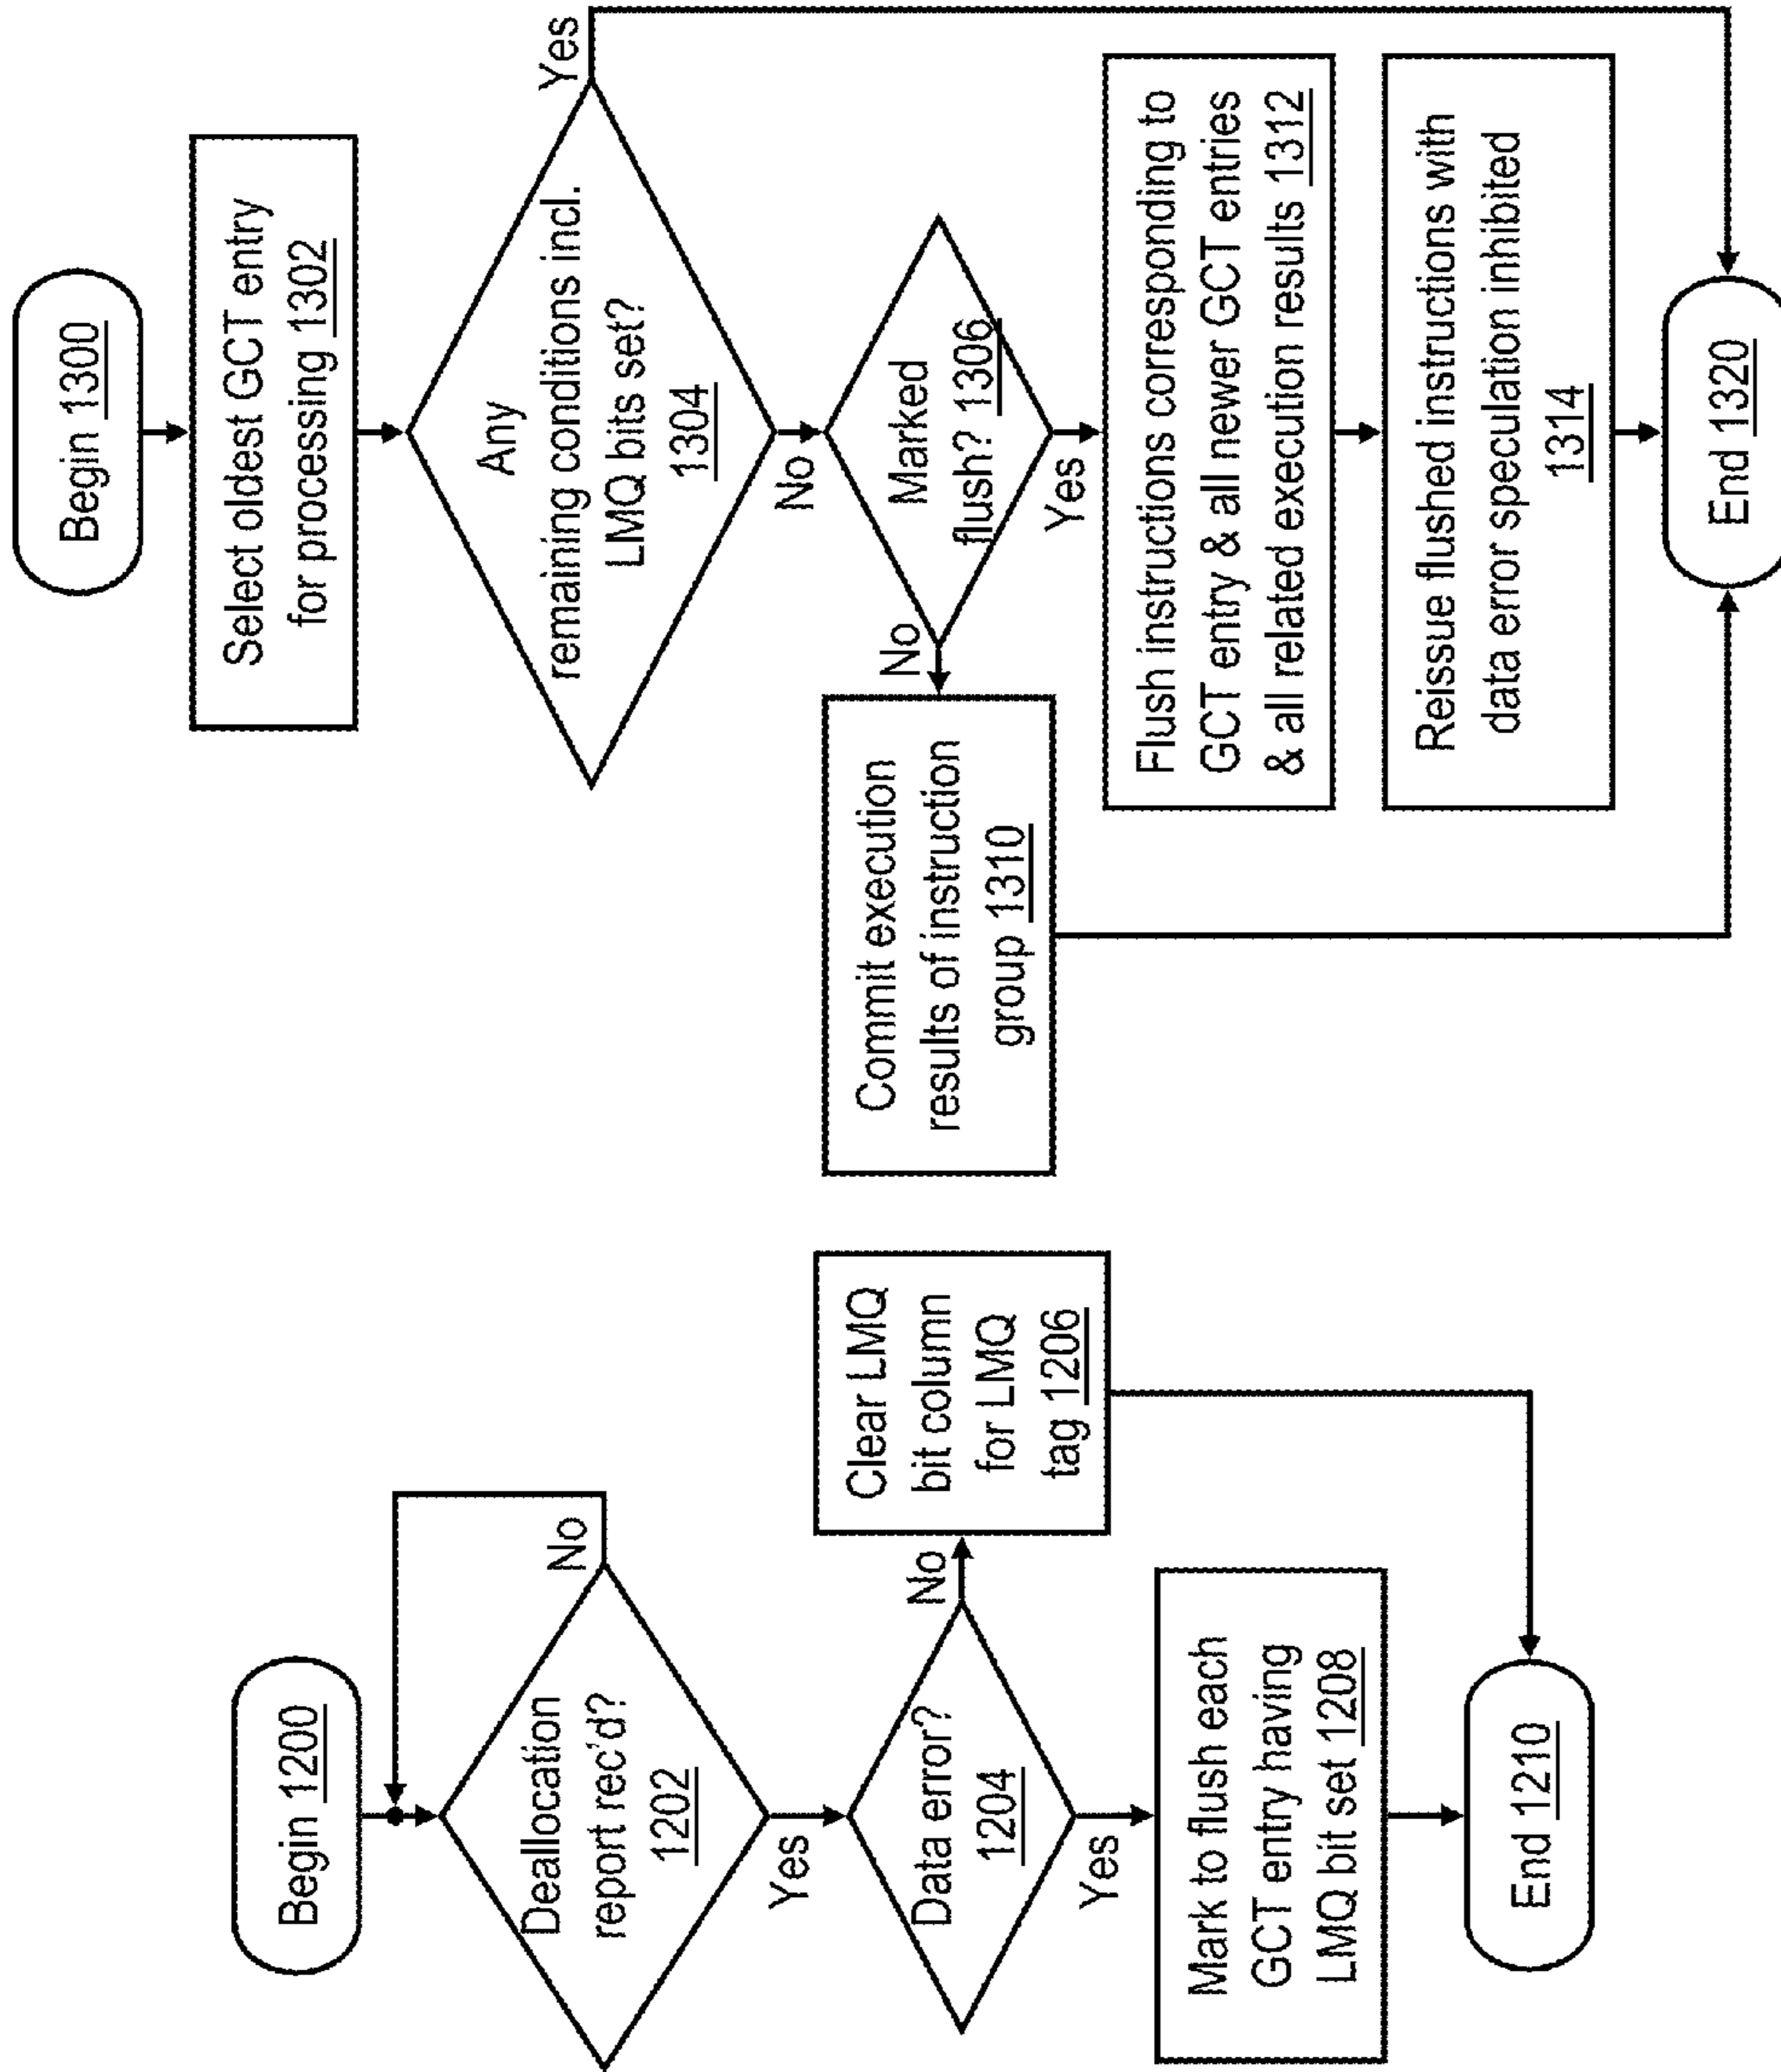 Begin 1200
Deallocation
report rec'd?
1202
No
Yes
Data error?
1204
No
Clear LMQ
bit column
for LMQ
tag 1206
Yes
Mark to flush each
GCT entry having
LMQ bit set 1208
End 1210
Begin 1300
Select oldest GCT entry
for processing 1302
Any
remaining conditions incl.
LMQ bits set?
1304
Yes
No
Marked
flush? 1306
No
Commit execution
results of instruction
group 1310
Yes
Flush instructions corresponding to
GCT entry & all newer GCT entries
& all related execution results 1312
Reissue flushed instructions with
data error speculation inhibited
1314
End 1320